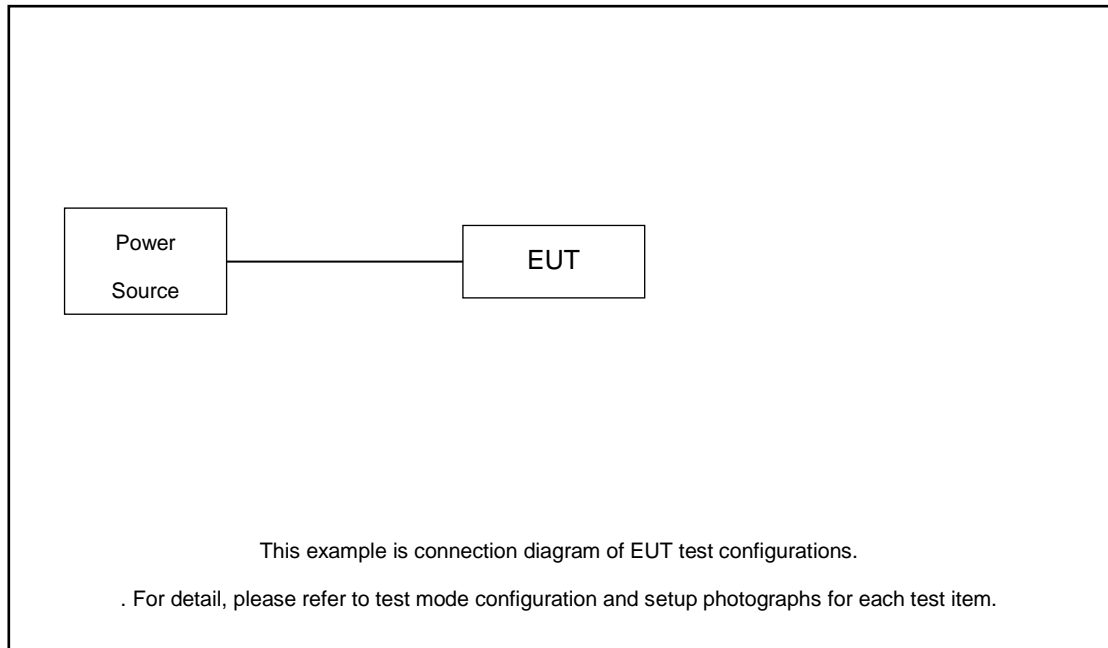 Power
Source
EUT
This example is connection diagram of EUT test configurations.
. For detail, please refer to test mode configuration and setup photographs for each test item.